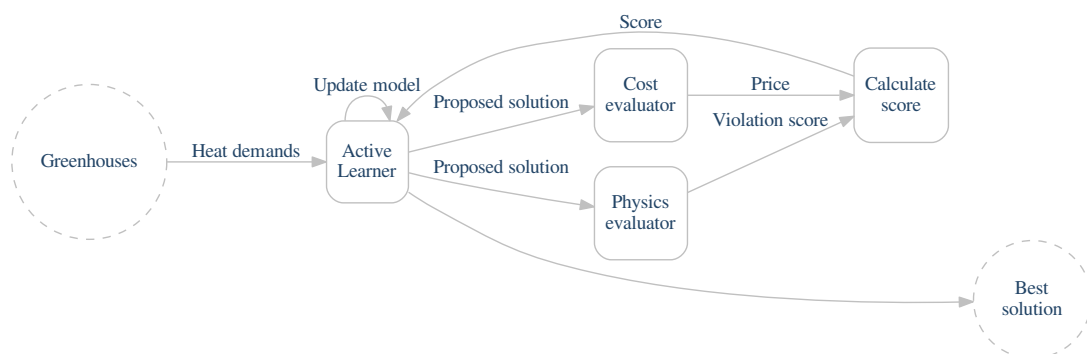 Score
Update model
Cost
evaluator
Calculate
score
Proposed solution
Price
Violation score
Greenhouses
Heat demands
Active
Learner
Proposed solution
Physics
evaluator
Best
solution